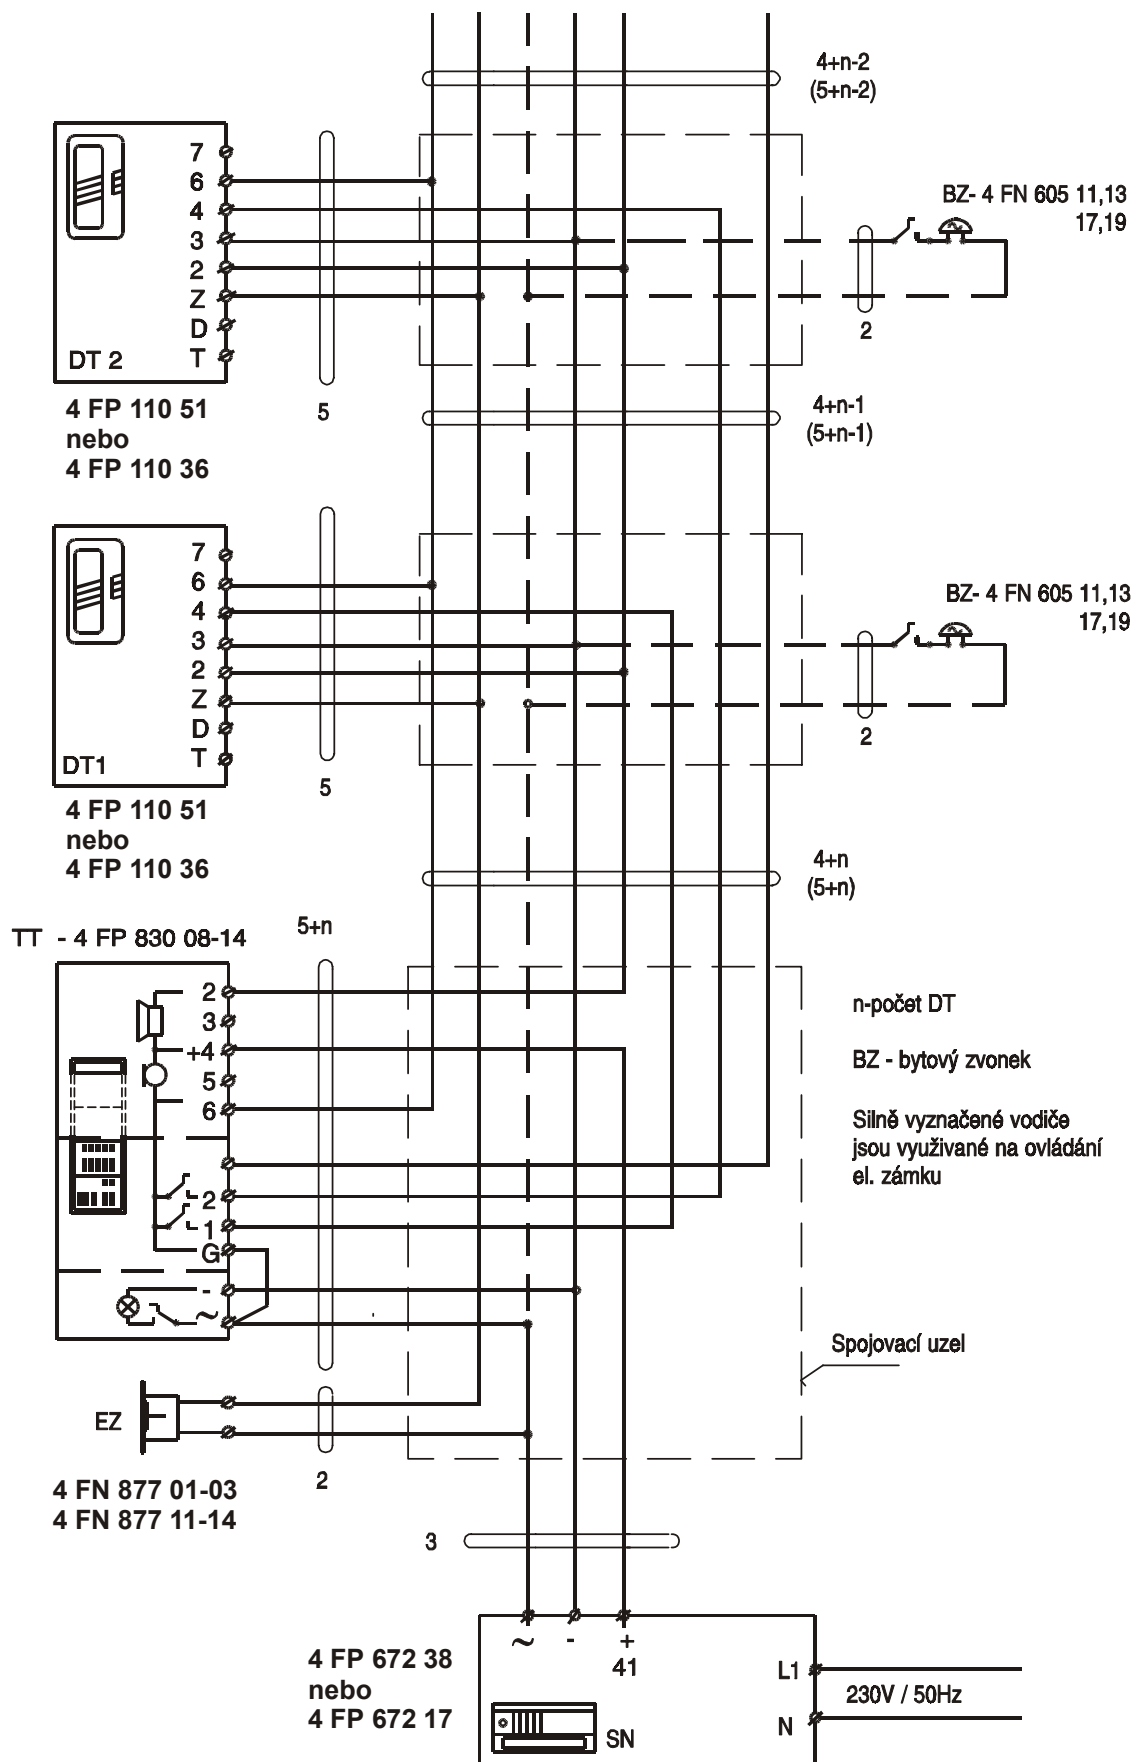 4+n-2
(5+n-2)
7
6
4
3
2
Z
D
T
DT 2
4 FP 110 51
nebo
4 FP 110 36
5
BZ- 4 FN 605 11,13
17,19
2
4+n-1
(5+n-1)
7
6
4
3
2
Z
D
T
DT1
4 FP 110 51
nebo
4 FP 110 36
5
BZ- 4 FN 605 11,13
17,19
2
4+n
(5+n)
TT - 4 FP 830 08-14
5+n
2
3
+4
5
6
2
1
G
-
~
n-počet DT
BZ - bytový zvonek
Silně vyznačené vodiče
jsou využivané na ovládání
el. zámku
Spojovací uzel
EZ
2
4 FN 877 01-03
4 FN 877 11-14
3
~ - +
41
4 FP 672 38
nebo
4 FP 672 17
SN
L1
230V / 50Hz
N